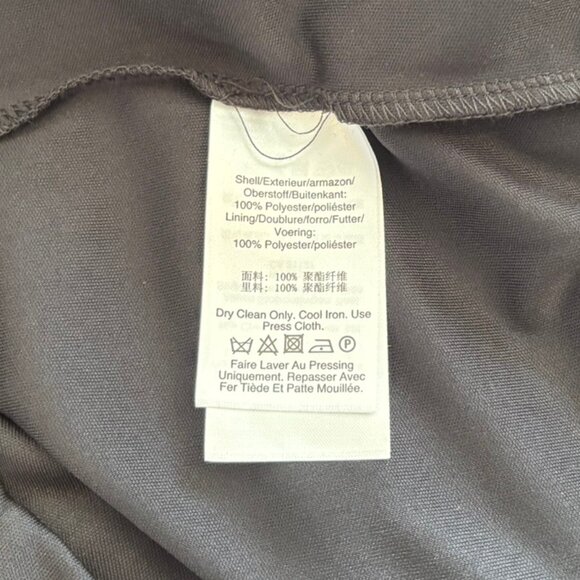 Shell/Exterieur/armazon/
Oberstoff/Buitenkant:
100% Polyester/poliéster
Lining/Doublure/forro/Futter/
Voering:
100% Polyester/poliéster
面料: 100% 聚酯纤维
里料: 100% 聚酯纤维
Dry Clean Only. Cool Iron. Use
Press Cloth.
P
Faire Laver Au Pressing
Uniquement. Repasser Avec
Fer Tiède Et Patte Mouillée.